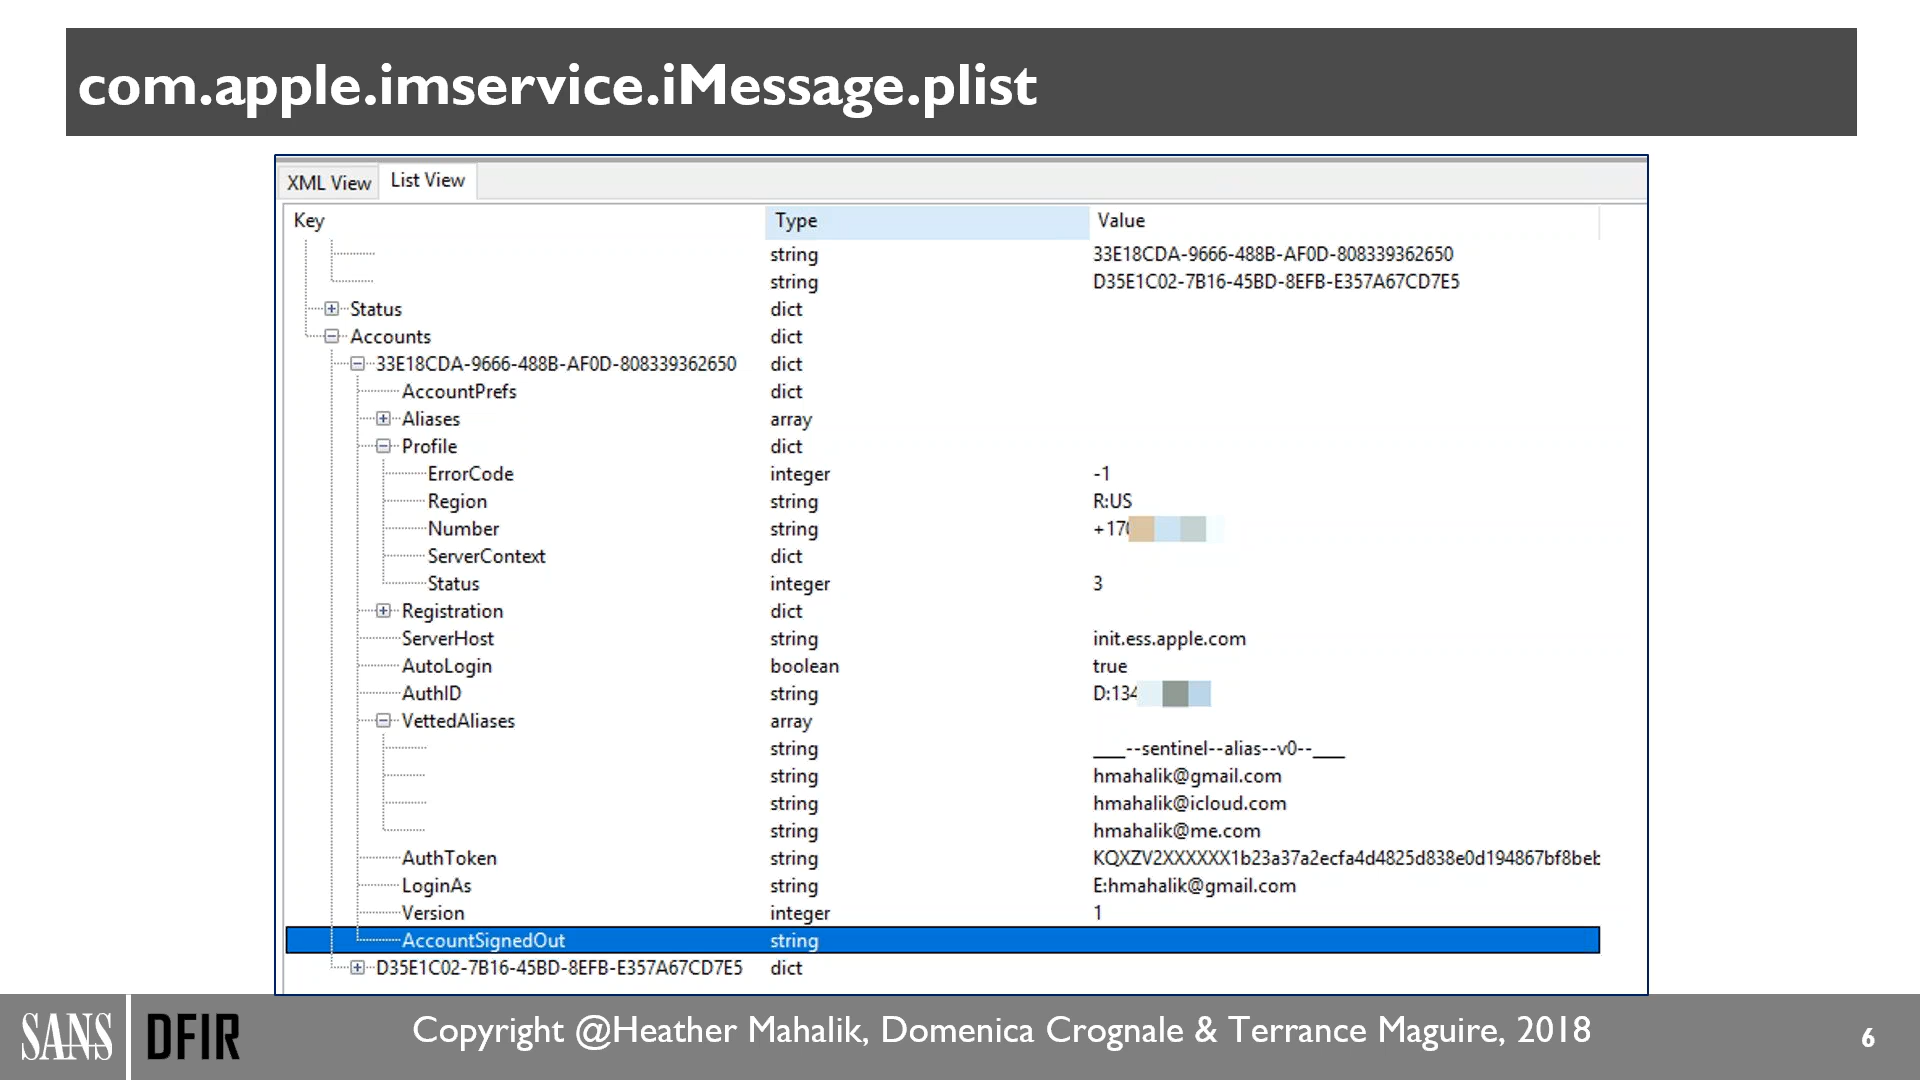 com.apple.imservice.iMessage.plist
XML View List View
Key Type Value
string 33E18CDA-9666-488B-AF0D-808339362650
string D35E1C02-7B16-45BD-8EFB-E357A67CD7E5
Status dict
Accounts dict
33E18CDA-9666-488B-AF0D-808339362650 dict
AccountPrefs dict
Aliases array
Profile dict
ErrorCode integer -1
Region string R:US
Number string +170
ServerContext dict
Status integer 3
Registration dict
ServerHost string init.ess.apple.com
AutoLogin boolean true
AuthID string D:134
VettedAliases array
string ___--sentinel--alias--v0--___
string hmahalik@gmail.com
string hmahalik@icloud.com
string hmahalik@me.com
AuthToken string KQXZV2XXXXXX1b23a37a2ecfa4d4825d838e0d194867bf8beb
LoginAs string E:hmahalik@gmail.com
Version integer 1
AccountSignedOut string
D35E1C02-7B16-45BD-8EFB-E357A67CD7E5 dict
SANS DFIR Copyright @Heather Mahalik, Domenica Crognale & Terrance Maguire, 2018 6